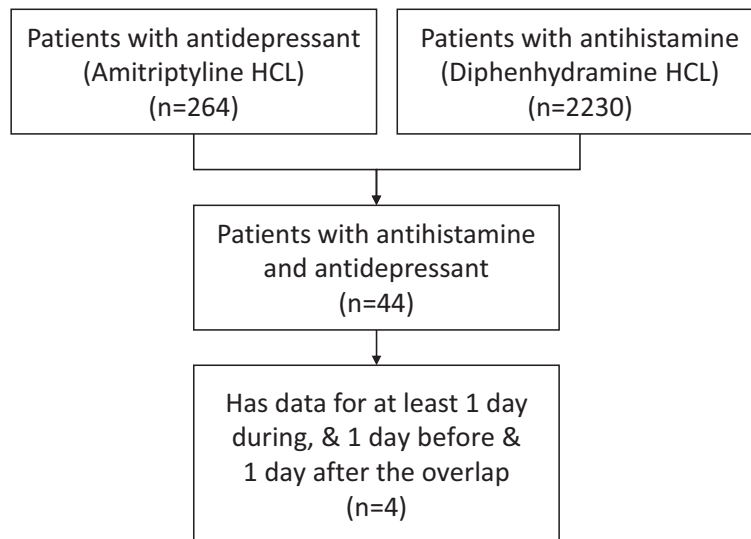 Patients with antidepressant
(Amitriptyline HCL)
(n=264)
Patients with antihistamine
(Diphenhydramine HCL)
(n=2230)
Patients with antihistamine
and antidepressant
(n=44)
Has data for at least 1 day
during, & 1 day before &
1 day after the overlap
(n=4)